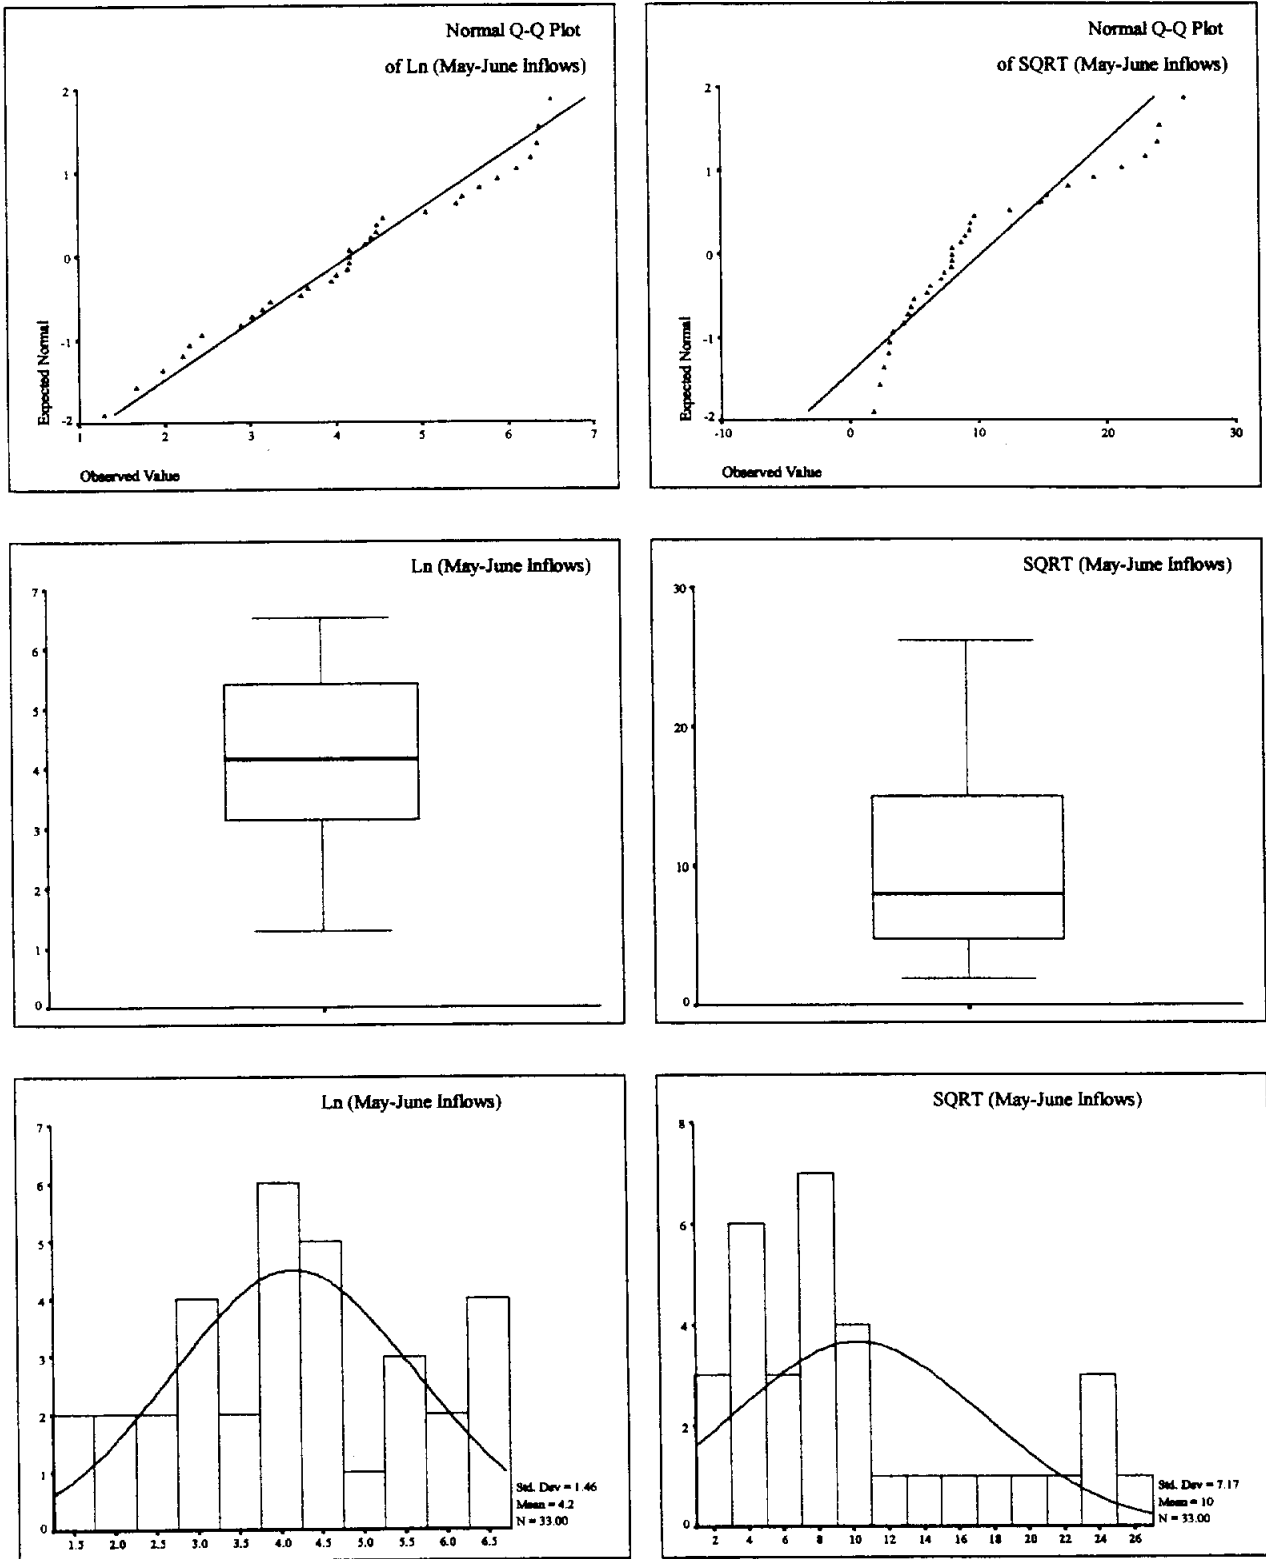 Normal Q-Q Plot
of Ln (May-June Inflows)
2
1
0
-1
-2
Expected Normal
1 2 3 4 5 6 7
Observed Value
Normal Q-Q Plot
of SQRT (May-June Inflows)
2
1
0
-1
-2
Expected Normal
-10 0 10 20 30
Observed Value
Ln (May-June Inflows)
7
6
5
4
3
2
1
0
SQRT (May-June Inflows)
30
20
10
0
Ln (May-June Inflows)
7
6
5
4
3
2
1
0
1.5 2.0 2.5 3.0 3.5 4.0 4.5 5.0 5.5 6.0 6.5
Std. Dev = 1.46
Mean = 4.2
N = 33.00
SQRT (May-June Inflows)
8
6
4
2
0
2 4 6 8 10 12 14 16 18 20 22 24 26
Std. Dev = 7.17
Mean = 10
N = 33.00